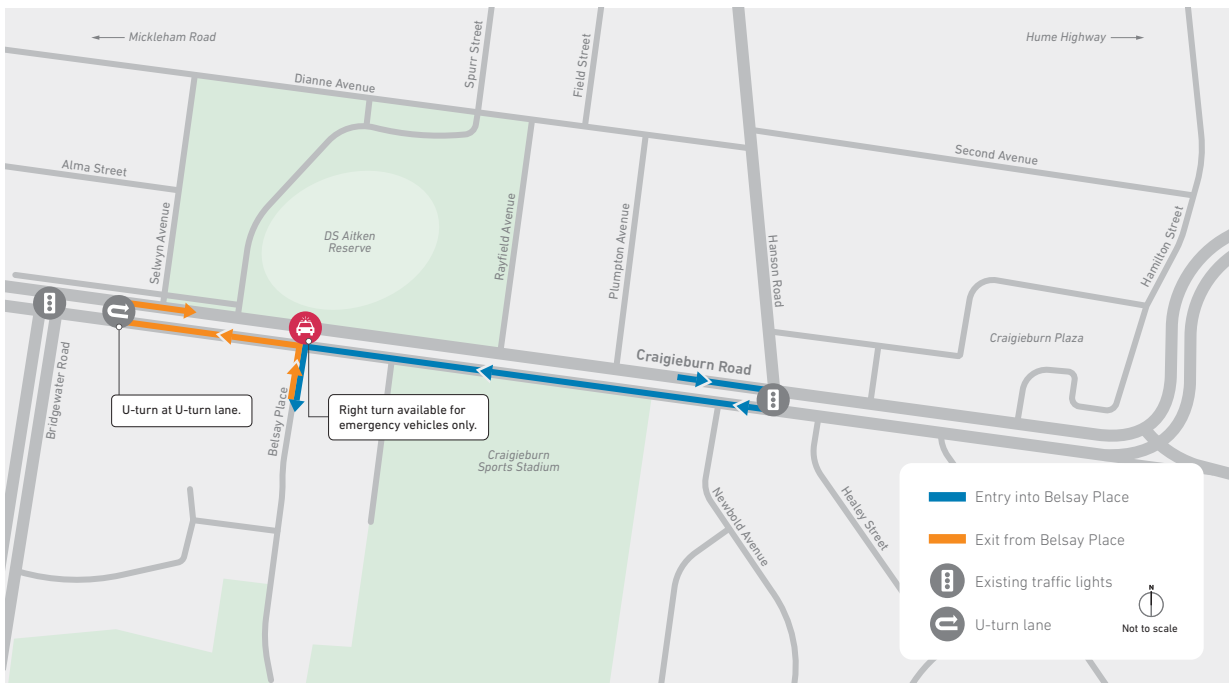 Mickleham Road
Hume Highway
Spurr Street
Field Street
Dianne Avenue
Second Avenue
Alma Street
Selwyn Avenue
DS Aitken
Reserve
Rayfield Avenue
Plumpton Avenue
Hanson Road
Hamilton Street
Craigieburn Plaza
Craigieburn Road
Bridgewater Road
U-turn at U-turn lane.
Belsay Place
Right turn available for
emergency vehicles only.
Craigieburn
Sports Stadium
Newbold Avenue
Healey Street
Entry into Belsay Place
Exit from Belsay Place
Existing traffic lights
U-turn lane
N
Not to scale